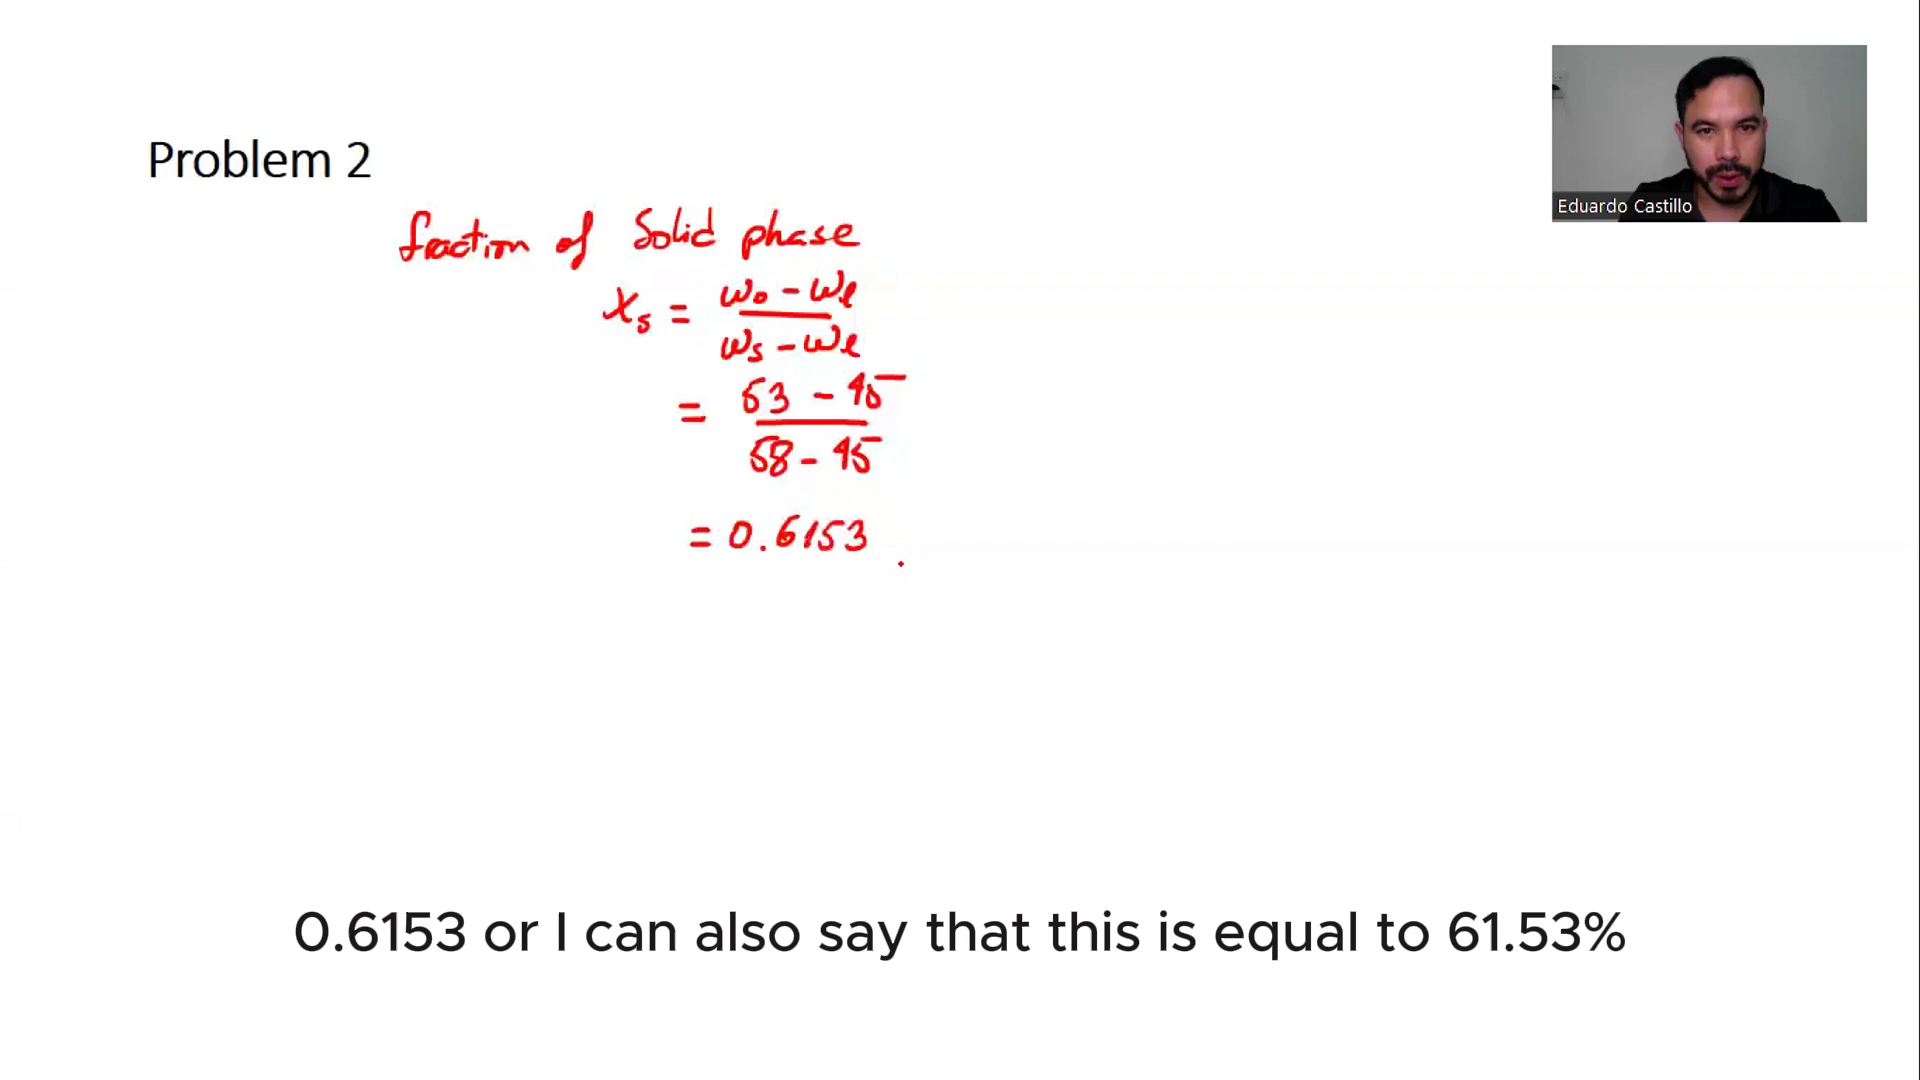 Problem 2
fraction of Solid phase
Xs = wo - wl
ws - wl
= 53 - 45
58 - 45
= 0.6153
Eduardo Castillo
0.6153 or I can also say that this is equal to 61.53%